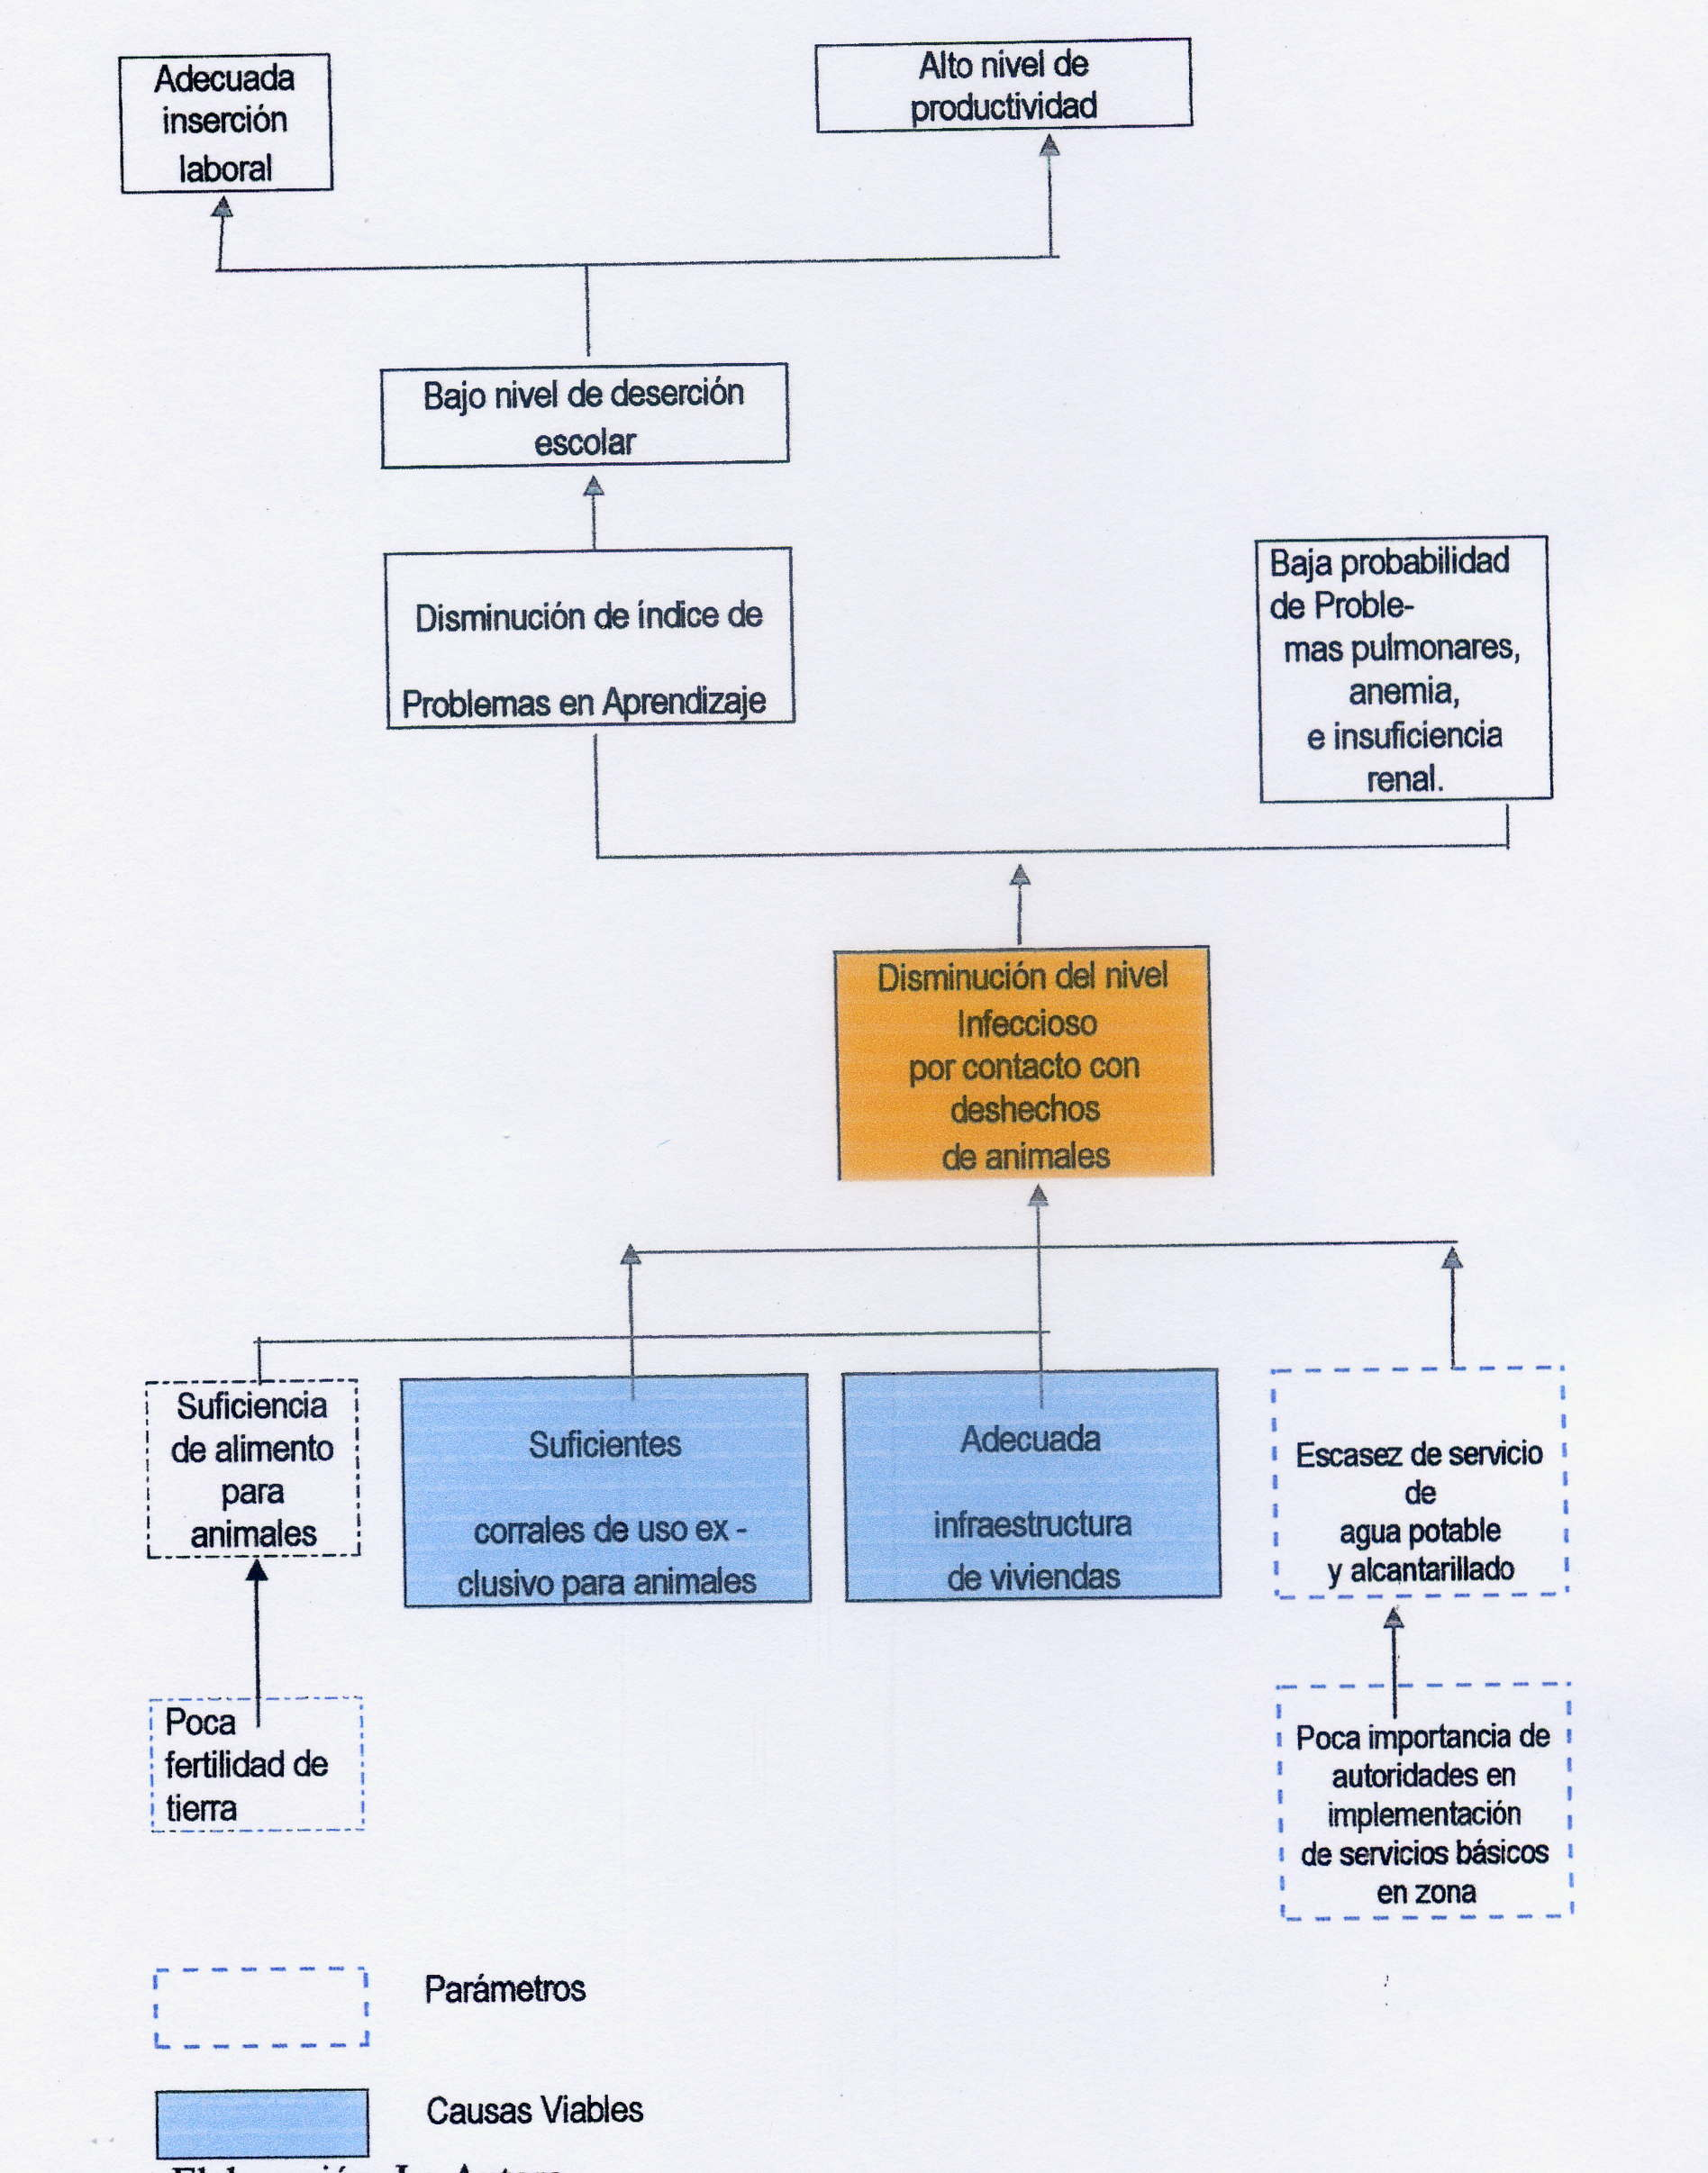 Adecuada
inserción
laboral
Alto nivel de
productividad
Bajo nivel de deserción
escolar
Disminución de índice de
Problemas en Aprendizaje
Baja probabilidad
de Proble-
mas pulmonares,
anemia,
e insuficiencia
renal.
Disminución del nivel
Infeccioso
por contacto con
deshechos
de animales
Suficiencia
de alimento
para
animales
Suficientes
corrales de uso ex -
clusivo para animales
Adecuada
infraestructura
de viviendas
Escasez de servicio
de
agua potable
y alcantarillado
Poca
fertilidad de
tierra
Poca importancia de
autoridades en
implementación
de servicios básicos
en zona
Parámetros
Causas Viables